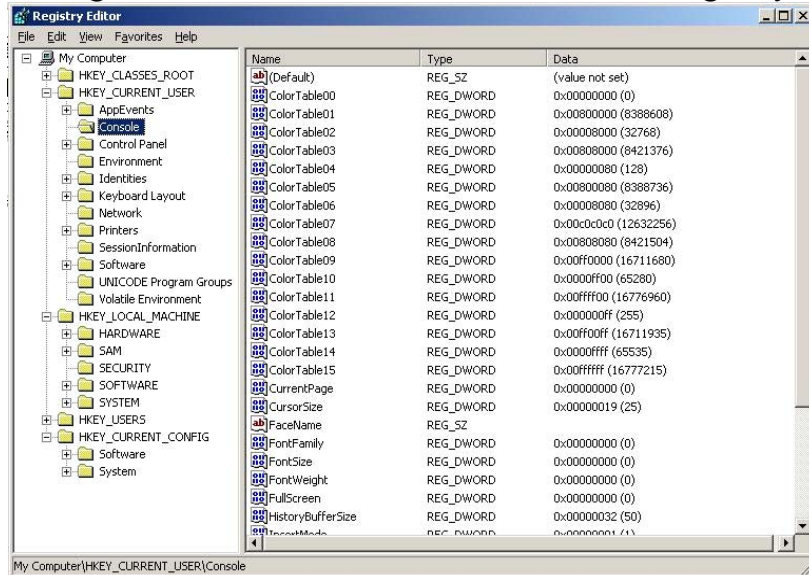 Registry Editor
File Edit View Favorites Help
My Computer
HKEY_CLASSES_ROOT
HKEY_CURRENT_USER
AppEvents
Console
Control Panel
Environment
Identities
Keyboard Layout
Network
Printers
SessionInformation
Software
UNICODE Program Groups
Volatile Environment
HKEY_LOCAL_MACHINE
HARDWARE
SAM
SECURITY
SOFTWARE
SYSTEM
HKEY_USERS
HKEY_CURRENT_CONFIG
Software
System
Name Type Data
(Default) REG_SZ (value not set)
ColorTable00 REG_DWORD 0x00000000 (0)
ColorTable01 REG_DWORD 0x00800000 (8388608)
ColorTable02 REG_DWORD 0x00008000 (32768)
ColorTable03 REG_DWORD 0x00808000 (8421376)
ColorTable04 REG_DWORD 0x00000080 (128)
ColorTable05 REG_DWORD 0x00800080 (8388736)
ColorTable06 REG_DWORD 0x00008080 (32896)
ColorTable07 REG_DWORD 0x00c0c0c0 (12632256)
ColorTable08 REG_DWORD 0x00808080 (8421504)
ColorTable09 REG_DWORD 0x00ff0000 (16711680)
ColorTable10 REG_DWORD 0x0000ff00 (65280)
ColorTable11 REG_DWORD 0x00ffff00 (16776960)
ColorTable12 REG_DWORD 0x000000ff (255)
ColorTable13 REG_DWORD 0x00ff00ff (16711935)
ColorTable14 REG_DWORD 0x0000ffff (65535)
ColorTable15 REG_DWORD 0x00ffffff (16777215)
CurrentPage REG_DWORD 0x00000000 (0)
CursorSize REG_DWORD 0x00000019 (25)
FaceName REG_SZ
FontFamily REG_DWORD 0x00000000 (0)
FontSize REG_DWORD 0x00000000 (0)
FontWeight REG_DWORD 0x00000000 (0)
FullScreen REG_DWORD 0x00000000 (0)
HistoryBufferSize REG_DWORD 0x00000032 (50)
InsertMode REG_DWORD 0x00000001 (1)
My Computer\HKEY_CURRENT_USER\Console